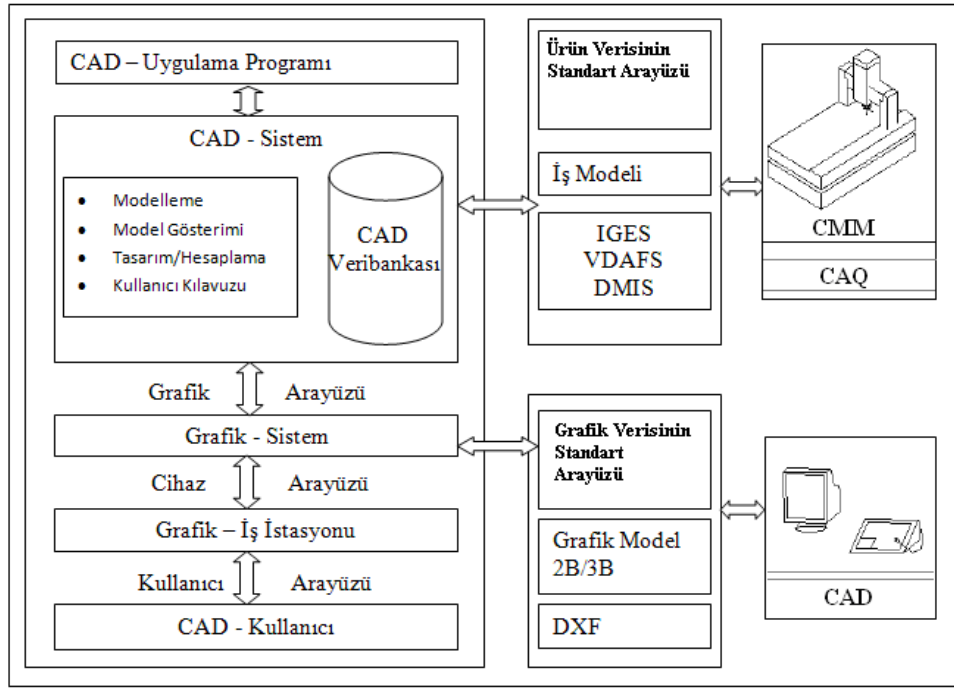 CAD – Uygulama Programı
CAD - Sistem
• Modelleme
• Model Gösterimi
• Tasarım/Hesaplama
• Kullanıcı Kılavuzu
CAD
Veribankası
Grafik Arayüzü
Grafik - Sistem
Cihaz Arayüzü
Grafik – İş İstasyonu
Kullanıcı Arayüzü
CAD - Kullanıcı
Ürün Verisinin
Standart Arayüzü
İş Modeli
IGES
VDAFS
DMIS
CMM
CAQ
Grafik Verisinin
Standart
Arayüzü
Grafik Model
2B/3B
DXF
CAD